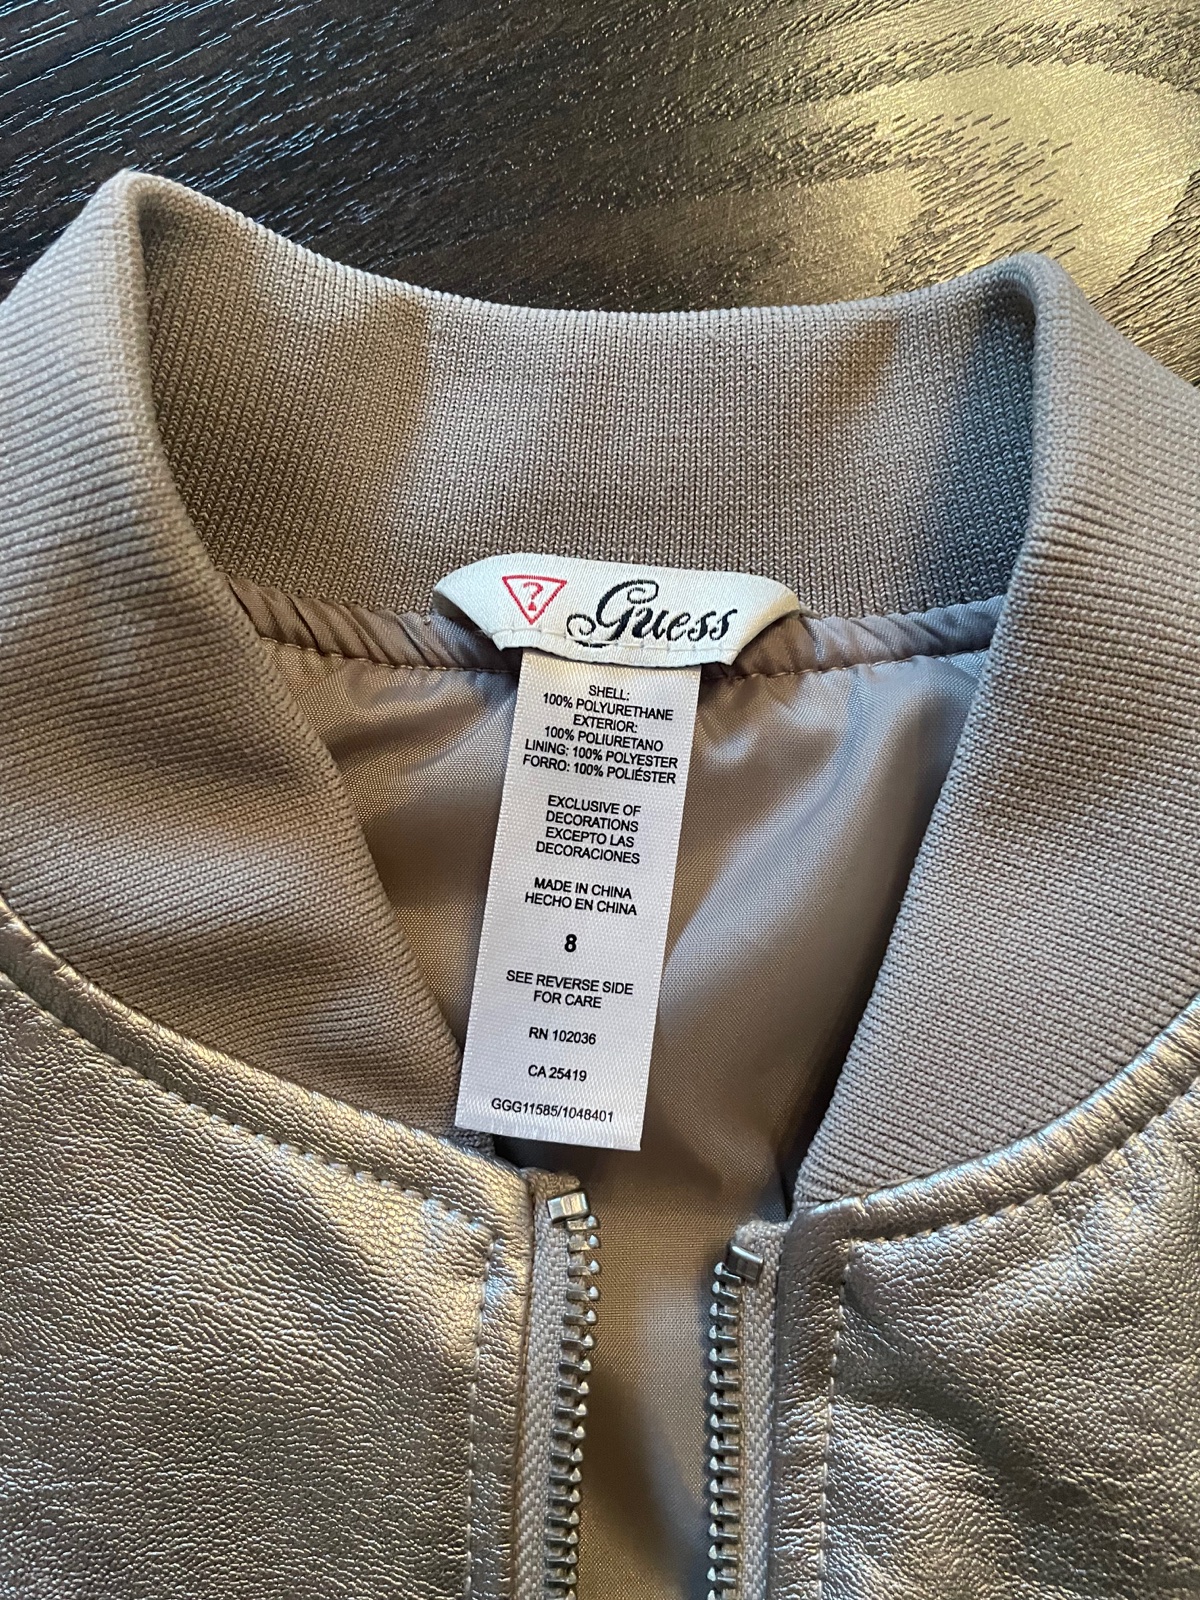 ?
Guess
SHELL:
100% POLYURETHANE
EXTERIOR:
100% POLIURETANO
LINING: 100% POLYESTER
FORRO: 100% POLIÉSTER
EXCLUSIVE OF
DECORATIONS
EXCEPTO LAS
DECORACIONES
MADE IN CHINA
HECHO EN CHINA
8
SEE REVERSE SIDE
FOR CARE
RN 102036
CA 25419
GGG11585/1048401